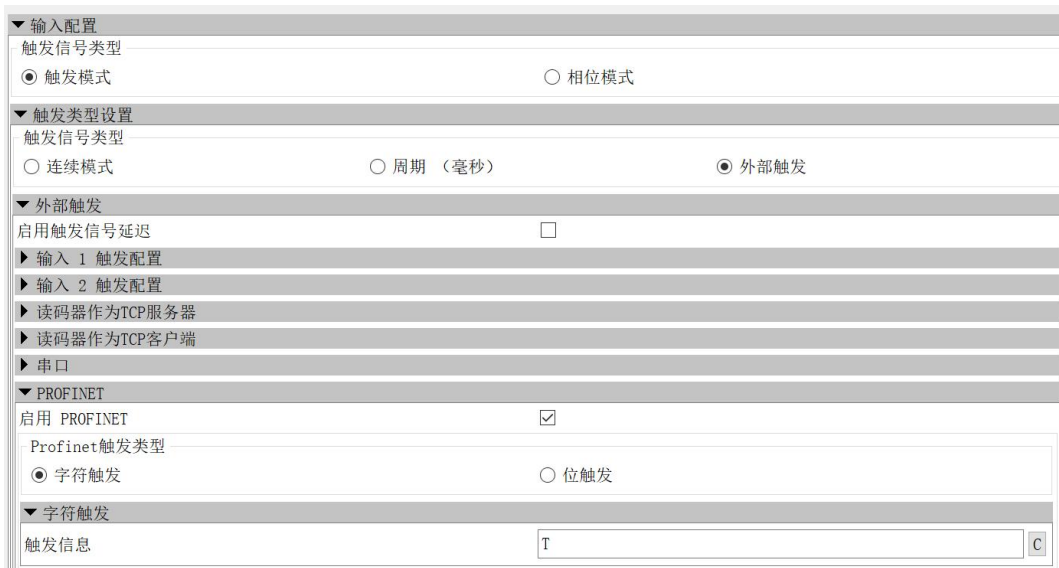 输入配置
触发信号类型
触发模式 相位模式
触发类型设置
触发信号类型
连续模式 周期 （毫秒） 外部触发
外部触发
启用触发信号延迟
输入 1 触发配置
输入 2 触发配置
读码器作为TCP服务器
读码器作为TCP客户端
串口
PROFINET
启用 PROFINET
Profinet触发类型
字符触发 位触发
字符触发
触发信息 T C